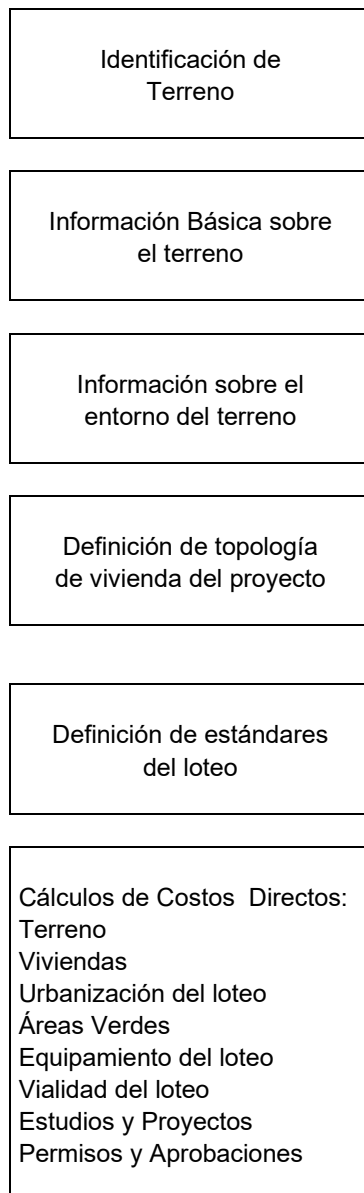 Identificación de
Terreno
Información Básica sobre
el terreno
Información sobre el
entorno del terreno
Definición de topología
de vivienda del proyecto
Definición de estándares
del loteo
Cálculos de Costos  Directos:
Terreno
Viviendas
Urbanización del loteo
Áreas Verdes
Equipamiento del loteo
Vialidad del loteo
Estudios y Proyectos
Permisos y Aprobaciones